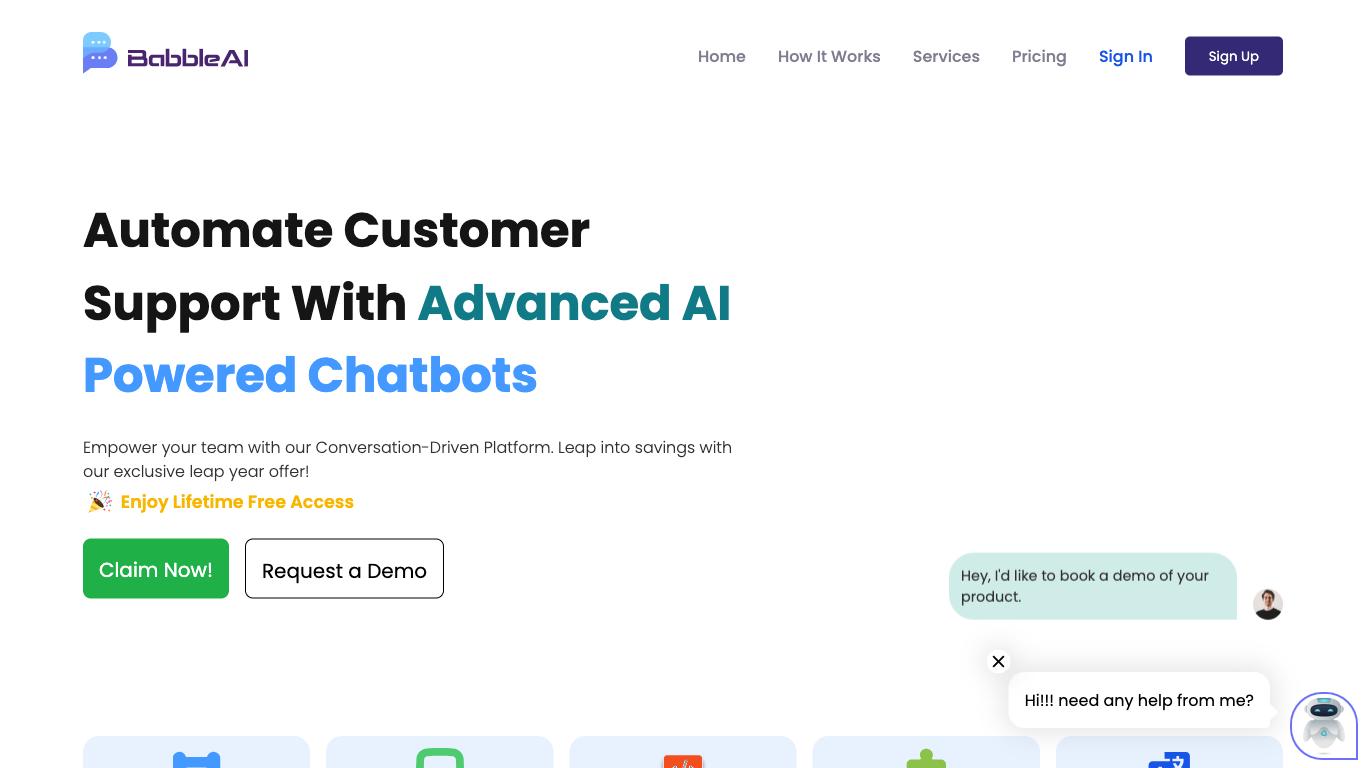 BabbleAI
Home
How It Works
Services
Pricing
Sign In
Sign Up
Automate Customer
Support With Advanced AI
Powered Chatbots
Empower your team with our Conversation-Driven Platform. Leap into savings with
our exclusive leap year offer!
Enjoy Lifetime Free Access
Claim Now!
Request a Demo
Hey, I'd like to book a demo of your
product.
Hi!!! need any help from me?